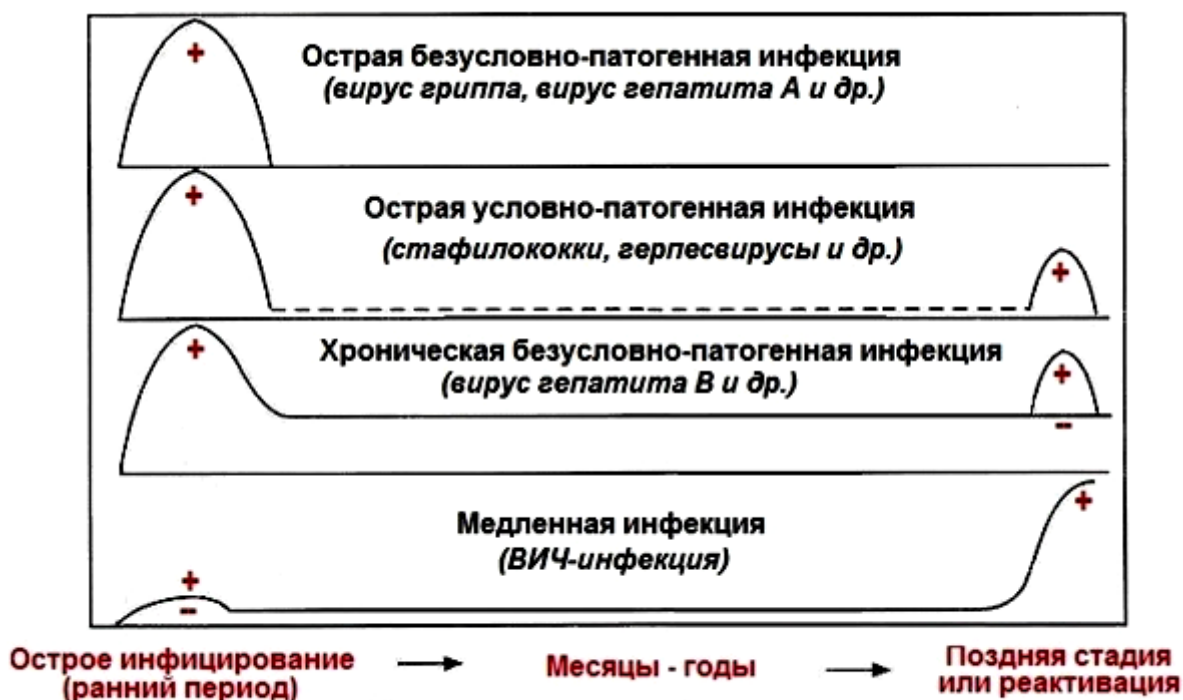 +
Острая безусловно-патогенная инфекция
(вирус гриппа, вирус гепатита А и др.)
+
Острая условно-патогенная инфекция
(стафилококки, герпесвирусы и др.)
+
+
Хроническая безусловно-патогенная инфекция
(вирус гепатита В и др.)
+
--
Медленная инфекция
(ВИЧ-инфекция)
+
+
--
Острое инфицирование
(ранний период)
Месяцы - годы
Поздняя стадия
или реактивация